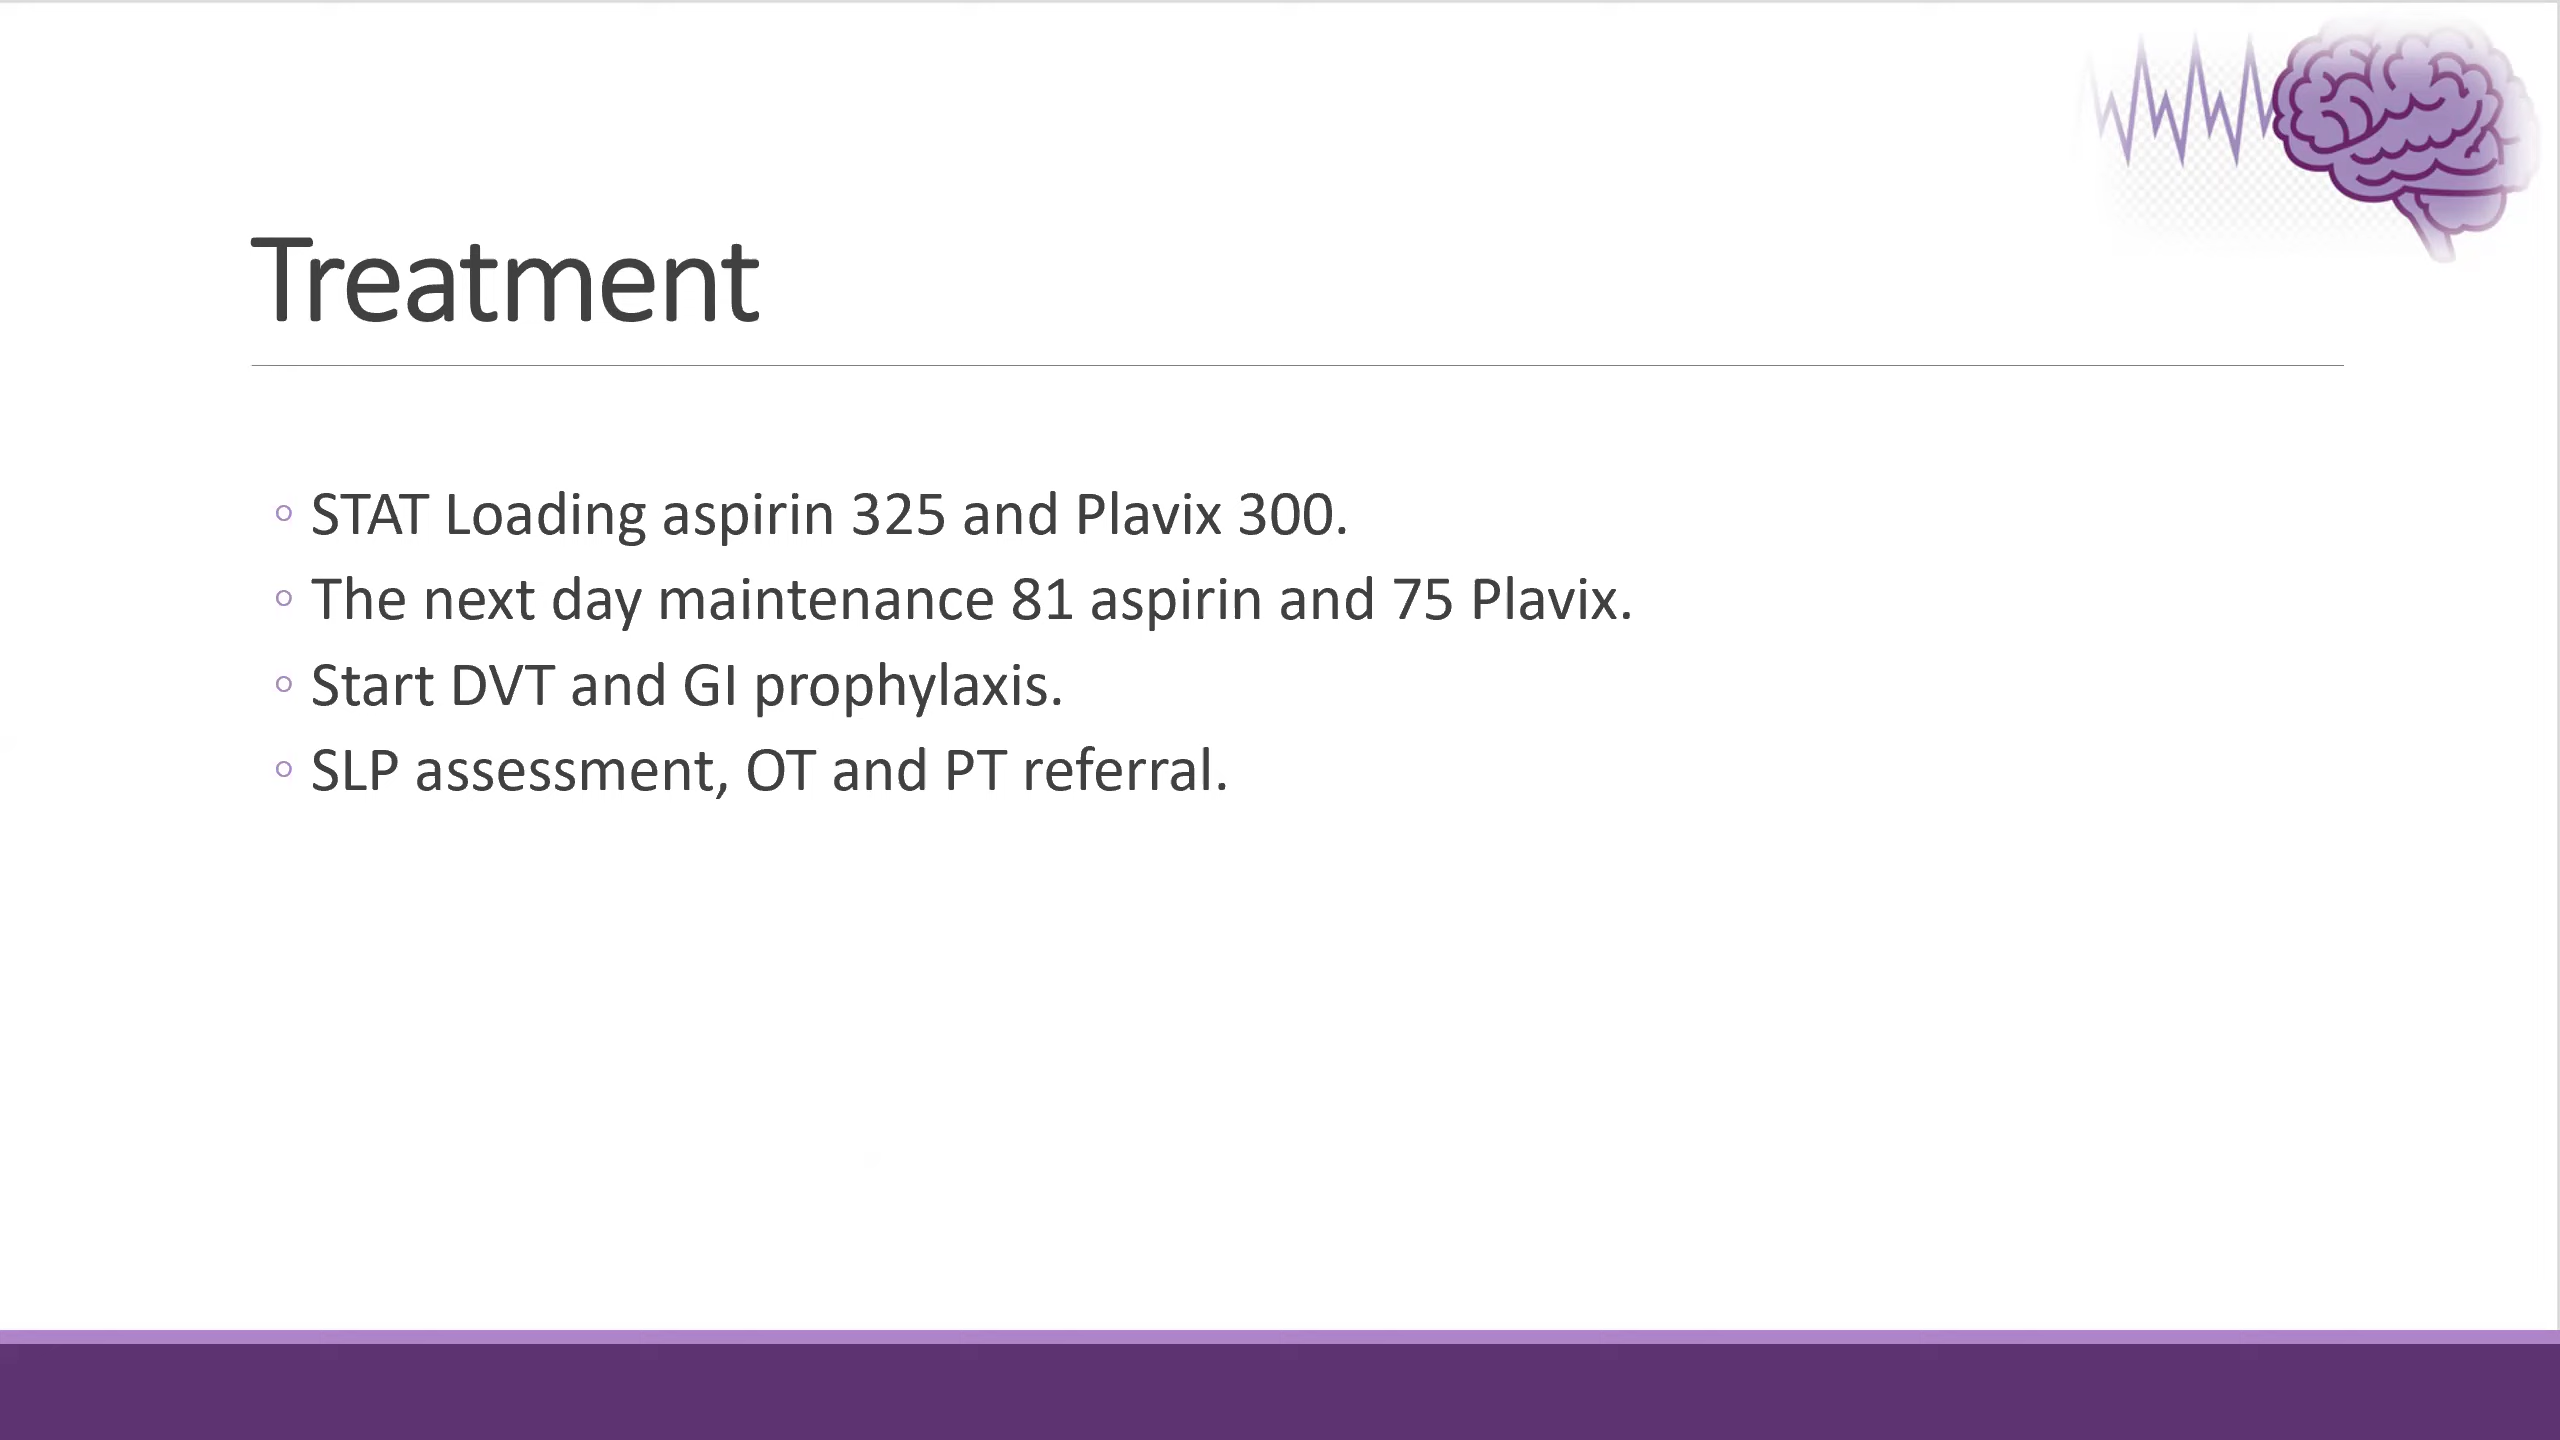 Treatment
◦ STAT Loading aspirin 325 and Plavix 300.
◦ The next day maintenance 81 aspirin and 75 Plavix.
◦ Start DVT and GI prophylaxis.
◦ SLP assessment, OT and PT referral.